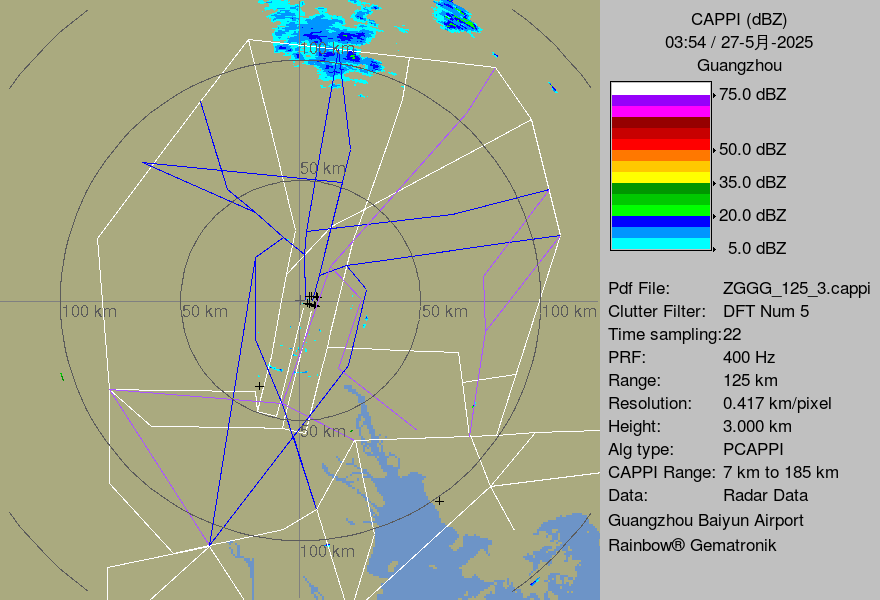 100 km
50 km
100 km
50 km
50 km
100 km
50 km
100 km
CAPPI (dBZ)
03:54 / 27-5月-2025
Guangzhou
75.0 dBZ
50.0 dBZ
35.0 dBZ
20.0 dBZ
5.0 dBZ
Pdf File: ZGGG_125_3.cappi
Clutter Filter: DFT Num 5
Time sampling:22
PRF: 400 Hz
Range: 125 km
Resolution: 0.417 km/pixel
Height: 3.000 km
Alg type: PCAPPI
CAPPI Range: 7 km to 185 km
Data: Radar Data
Guangzhou Baiyun Airport
Rainbow® Gematronik